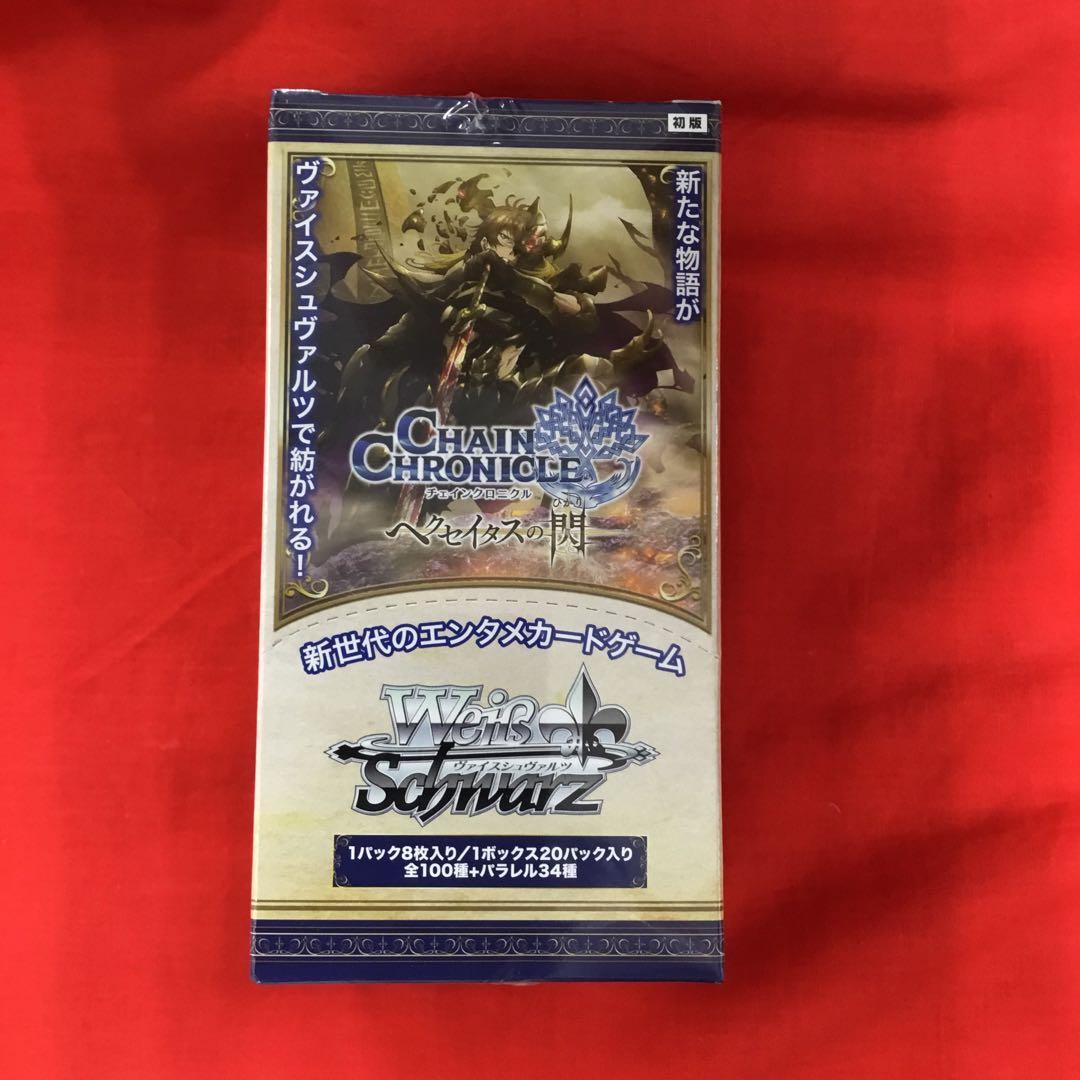 初版
新たな物語が
ヴァイスシュヴァルツで紡がれる!
CHAIN
CHRONICLE
チェインクロニクル
ヘクセイタスの閃
ひかり
新世代のエンタメカードゲーム
Weiß
ヴァイスシュヴァルツ
Schwarz
1パック8枚入り/1ボックス20パック入り
全100種+パラレル34種